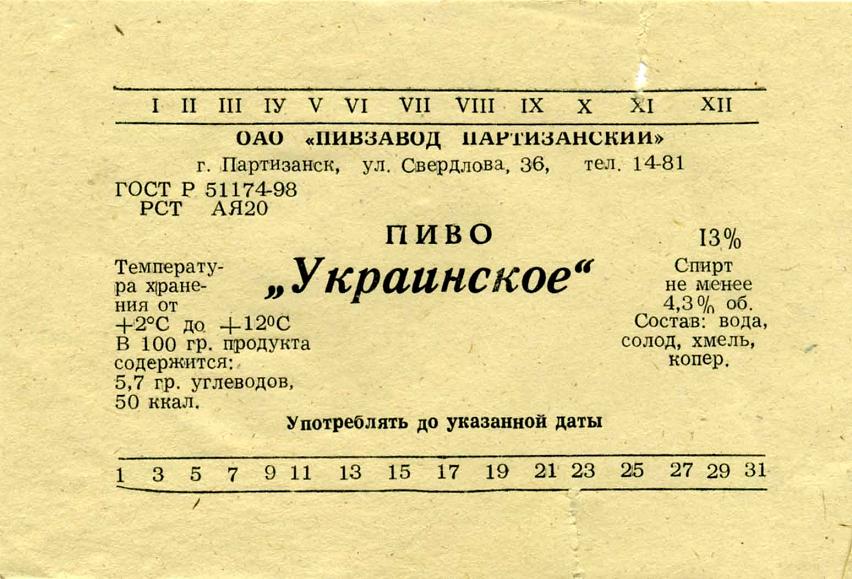 I II III IУ V VI VII VIII IX X XI XII
ОАО «ПИВЗАВОД ПАРТИЗАНСКИЙ»
г. Партизанск, ул. Свердлова, 36, тел. 14-81
ГОСТ Р 51174-98
РСТ АЯ20
ПИВО
„Украинское“
13%
Температу-
ра хране-
ния от
+2°С до +12°С
В 100 гр. продукта
содержится:
5,7 гр. углеводов,
50 ккал.
Спирт
не менее
4,3% об.
Состав: вода,
солод, хмель,
копер.
Употреблять до указанной даты
1 3 5 7 9 11 13 15 17 19 21 23 25 27 29 31